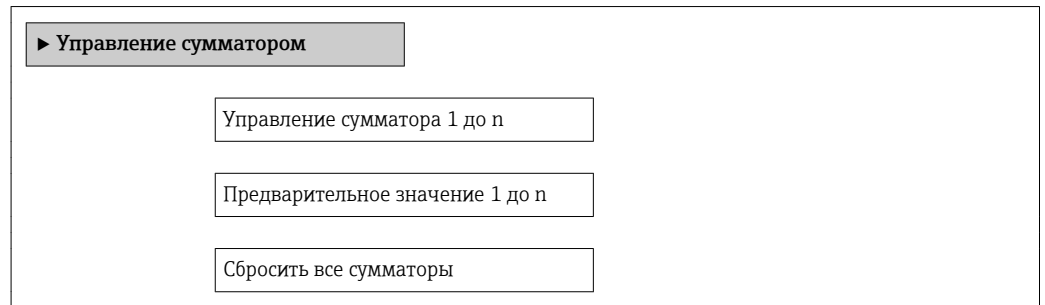 ▶ Управление сумматором
Управление сумматора 1 до n
Предварительное значение 1 до n
Сбросить все сумматоры